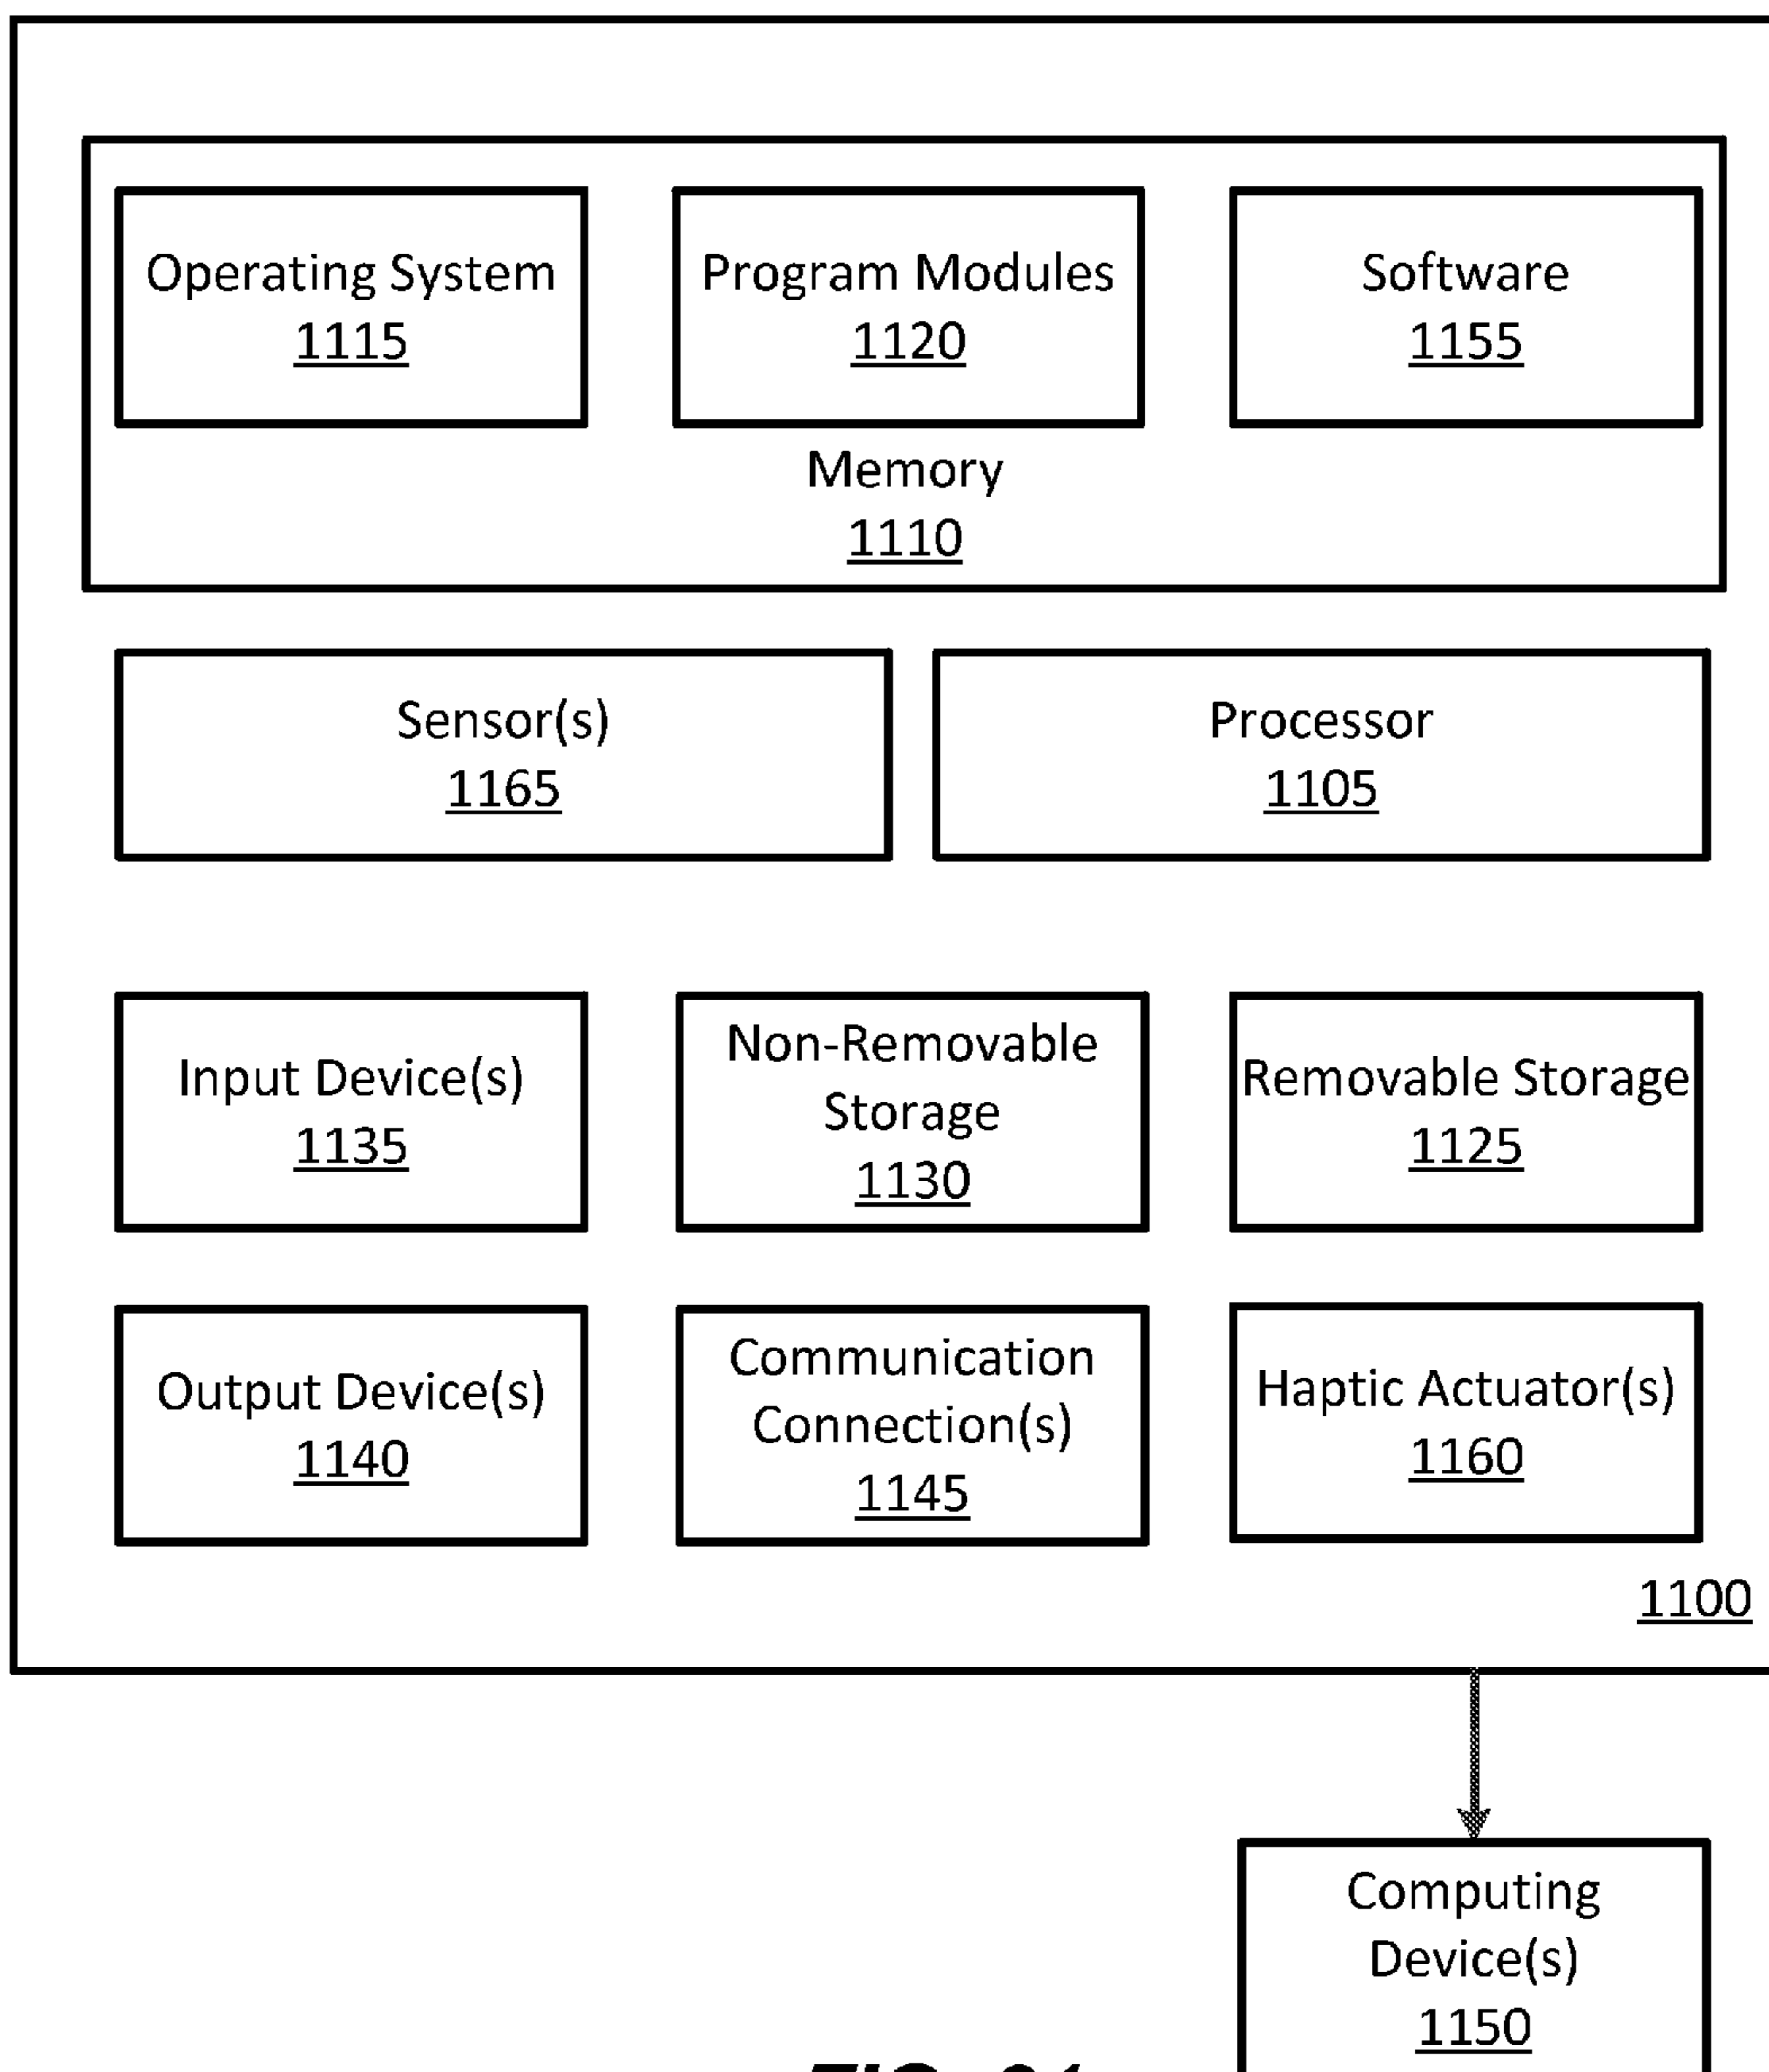 Operating System
1115
Program Modules
1120
Software
1155
Memory
1110
Sensor(s)
1165
Processor
1105
Input Device(s)
1135
Non-Removable
Storage
1130
Removable Storage
1125
Output Device(s)
1140
Communication
Connection(s)
1145
Haptic Actuator(s)
1160
1100
Computing
Device(s)
1150